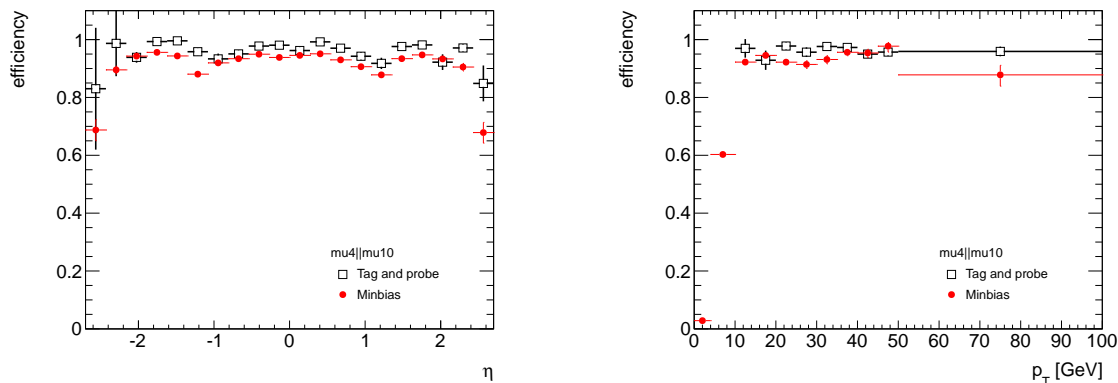 efficiency
1
0.8
0.6
0.4
0.2
0
mu4||mu10
Tag and probe
Minbias
-2 -1 0 1 2
η
efficiency
1
0.8
0.6
0.4
0.2
0
mu4||mu10
Tag and probe
Minbias
0 10 20 30 40 50 60 70 80 90 100
p_T [GeV]